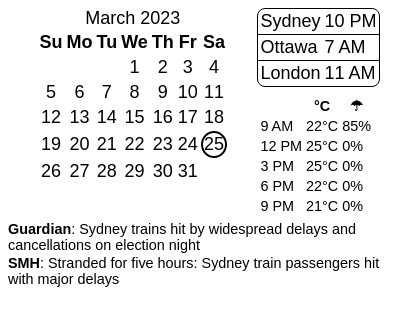 March 2023
Su Mo Tu We Th Fr Sa
1 2 3 4
5 6 7 8 9 10 11
12 13 14 15 16 17 18
19 20 21 22 23 24 25
26 27 28 29 30 31
Sydney 10 PM
Ottawa 7 AM
London 11 AM
°C ☂
9 AM 22°C 85%
12 PM 25°C 0%
3 PM 25°C 0%
6 PM 22°C 0%
9 PM 21°C 0%
Guardian: Sydney trains hit by widespread delays and
cancellations on election night
SMH: Stranded for five hours: Sydney train passengers hit
with major delays